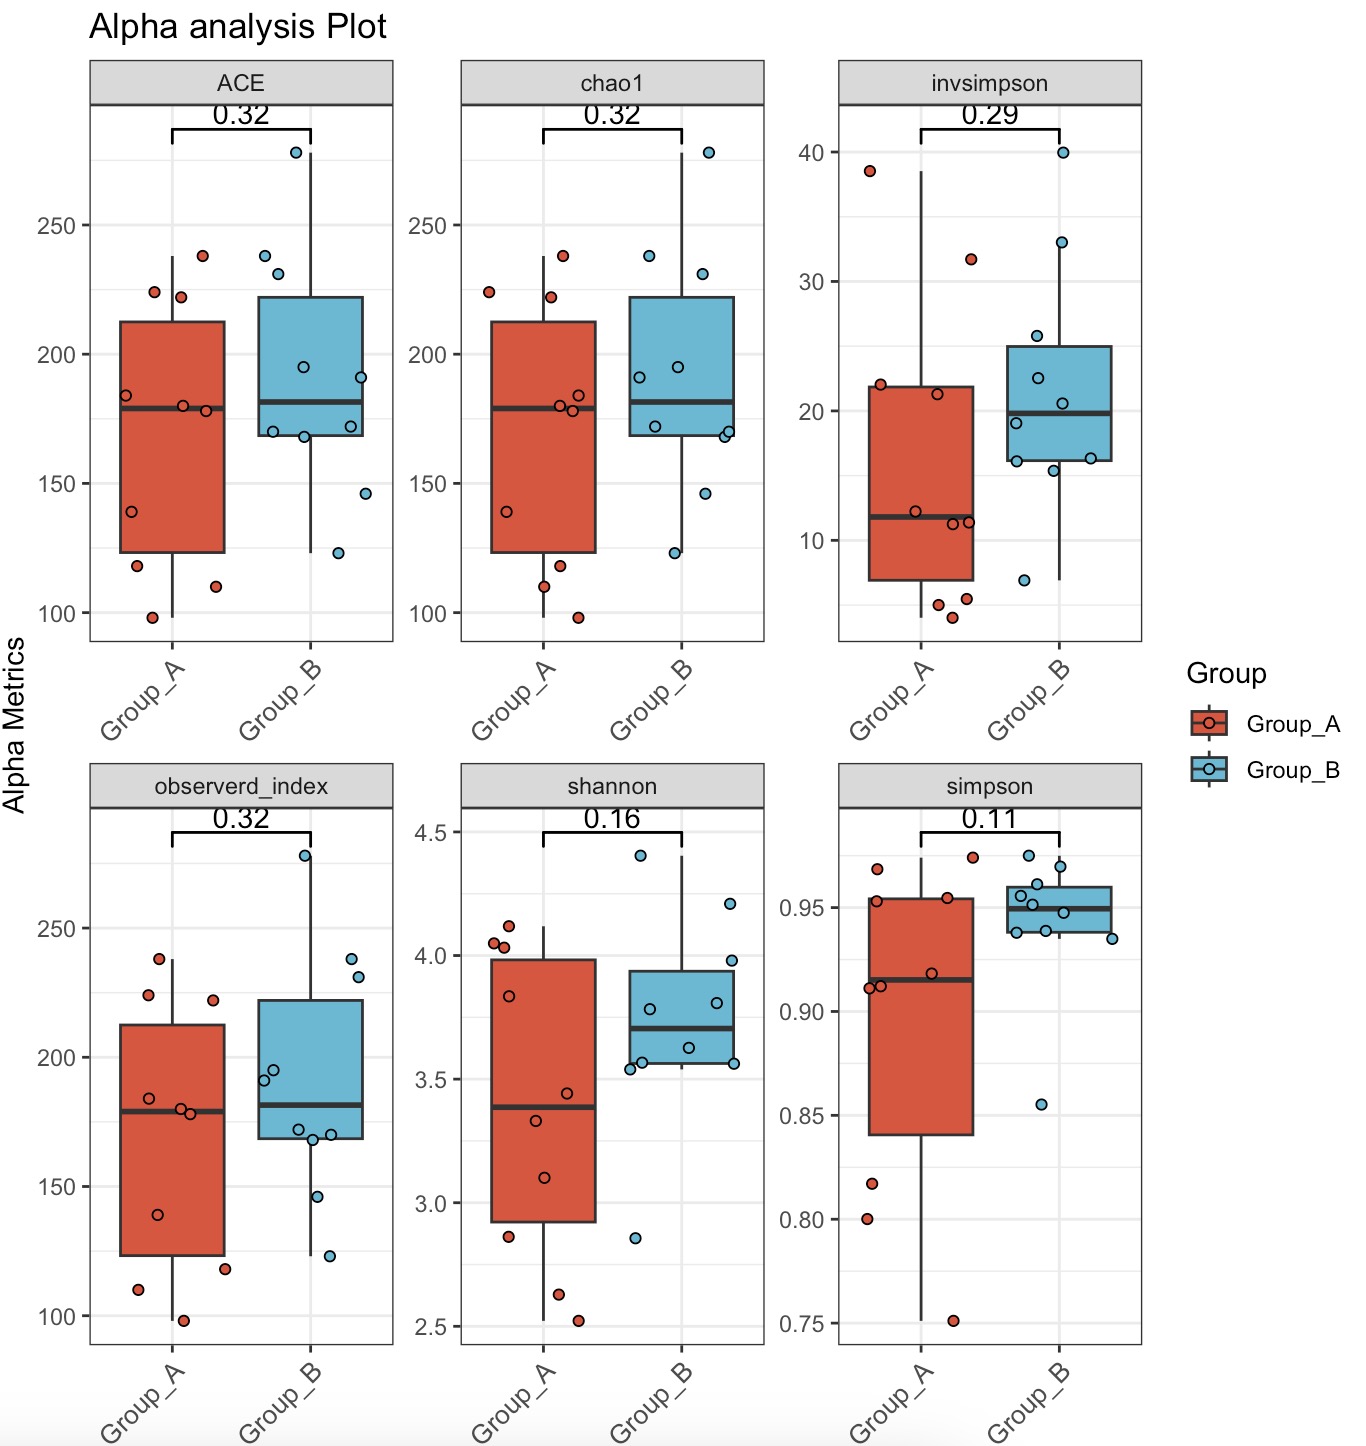 Alpha analysis Plot
ACE
chao1
invsimpson
0.32
0.32
0.29
250
200
150
100
250
200
150
100
40
30
20
10
Group_A
Group_B
Group_A
Group_B
Group_A
Group_B
Alpha Metrics
observerd_index
shannon
simpson
0.32
0.16
0.11
250
200
150
100
4.5
4.0
3.5
3.0
2.5
0.95
0.90
0.85
0.80
0.75
Group_A
Group_B
Group_A
Group_B
Group_A
Group_B
Group
Group_A
Group_B